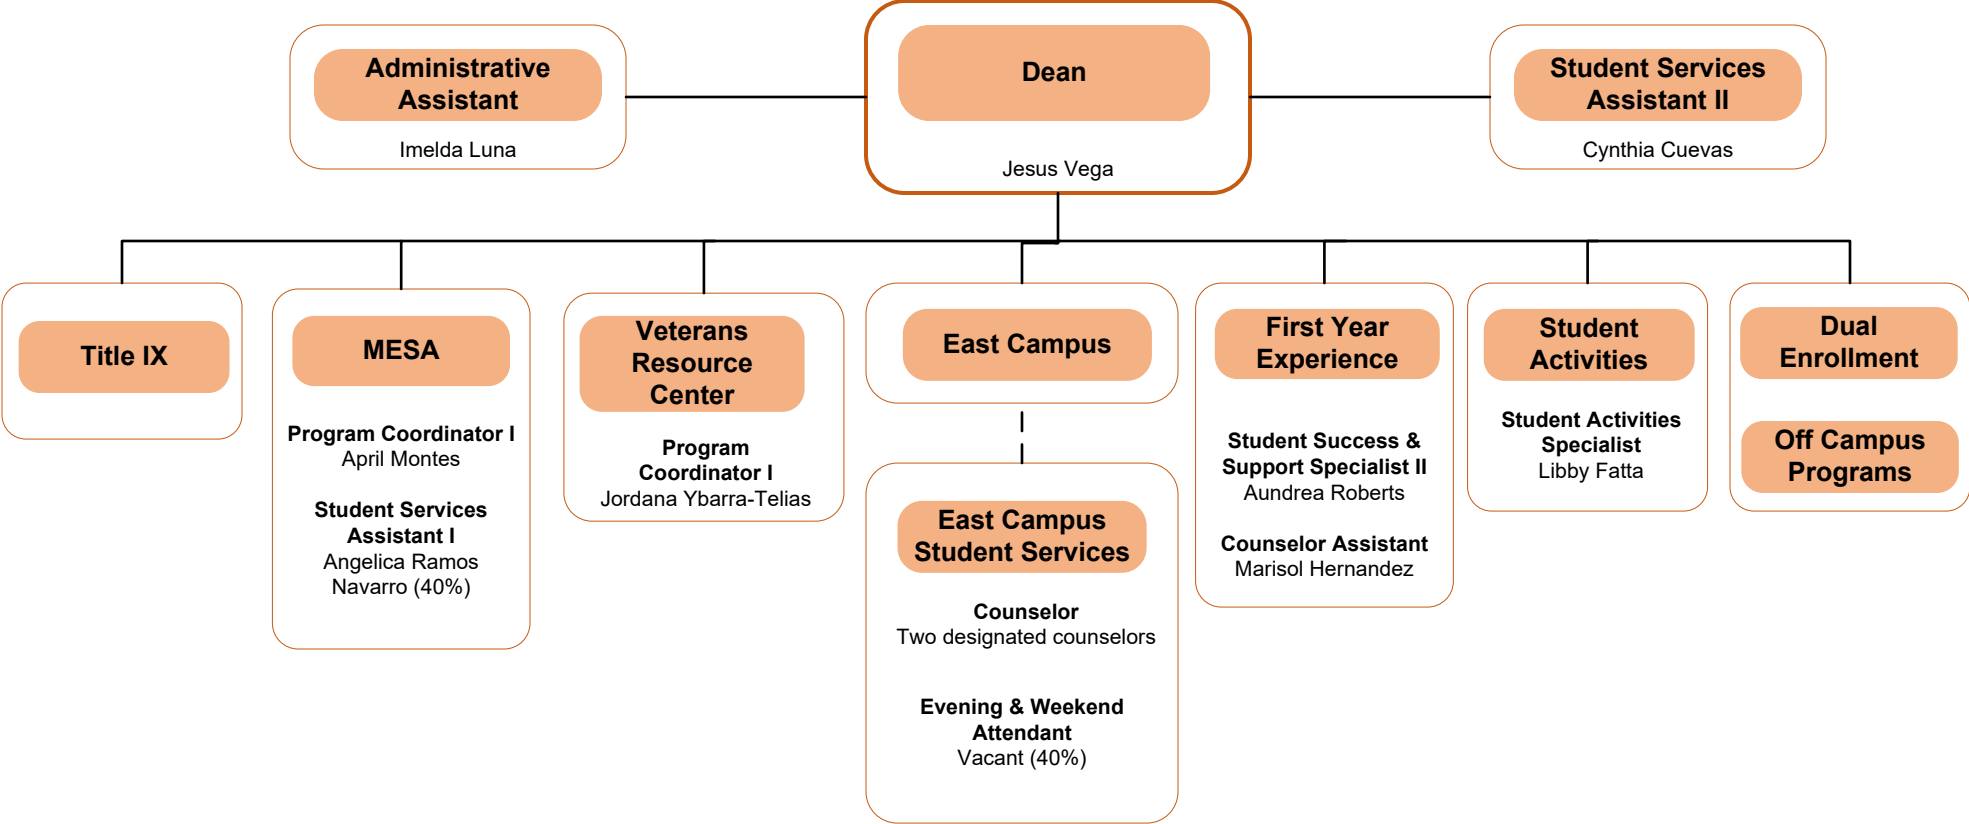 Administrative
Assistant
Imelda Luna
Dean
Jesus Vega
Student Services
Assistant II
Cynthia Cuevas
Title IX
MESA
Program Coordinator I
April Montes
Student Services
Assistant I
Angelica Ramos
Navarro (40%)
Veterans
Resource
Center
Program
Coordinator I
Jordana Ybarra-Telias
East Campus
East Campus
Student Services
Counselor
Two designated counselors
Evening & Weekend
Attendant
Vacant (40%)
First Year
Experience
Student Success &
Support Specialist II
Aundrea Roberts
Counselor Assistant
Marisol Hernandez
Student
Activities
Student Activities
Specialist
Libby Fatta
Dual
Enrollment
Off Campus
Programs